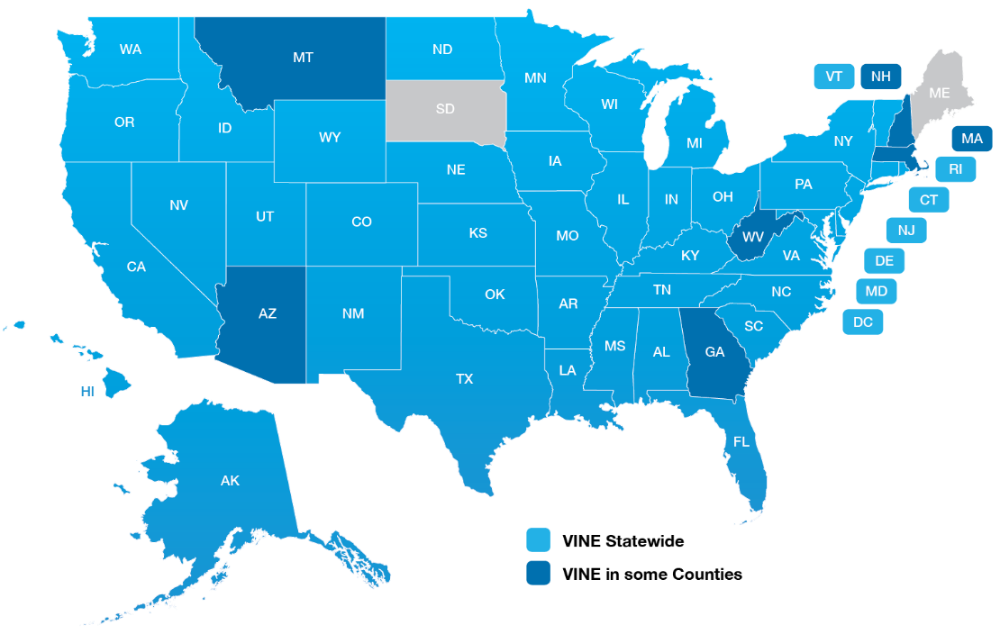 WA
MT
ND
MN
VT
NH
ME
SD
WI
OR
ID
WY
MI
NY
MA
IA
NE
RI
PA
NV
UT
CO
IL
IN
OH
CT
KS
MO
WV
NJ
CA
KY
VA
DE
OK
TN
NC
MD
AZ
NM
AR
SC
DC
MS
AL
GA
LA
TX
HI
FL
AK
VINE Statewide
VINE in some Counties